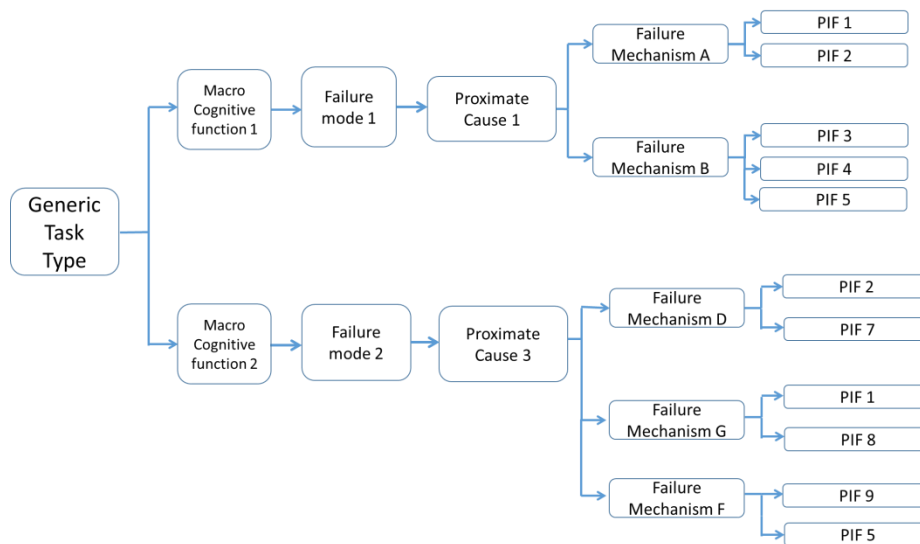 Generic
Task
Type
Macro
Cognitive
function 1
Failure
mode 1
Proximate
Cause 1
Failure
Mechanism A
PIF 1
PIF 2
Failure
Mechanism B
PIF 3
PIF 4
PIF 5
Macro
Cognitive
function 2
Failure
mode 2
Proximate
Cause 3
Failure
Mechanism D
PIF 2
PIF 7
Failure
Mechanism G
PIF 1
PIF 8
Failure
Mechanism F
PIF 9
PIF 5